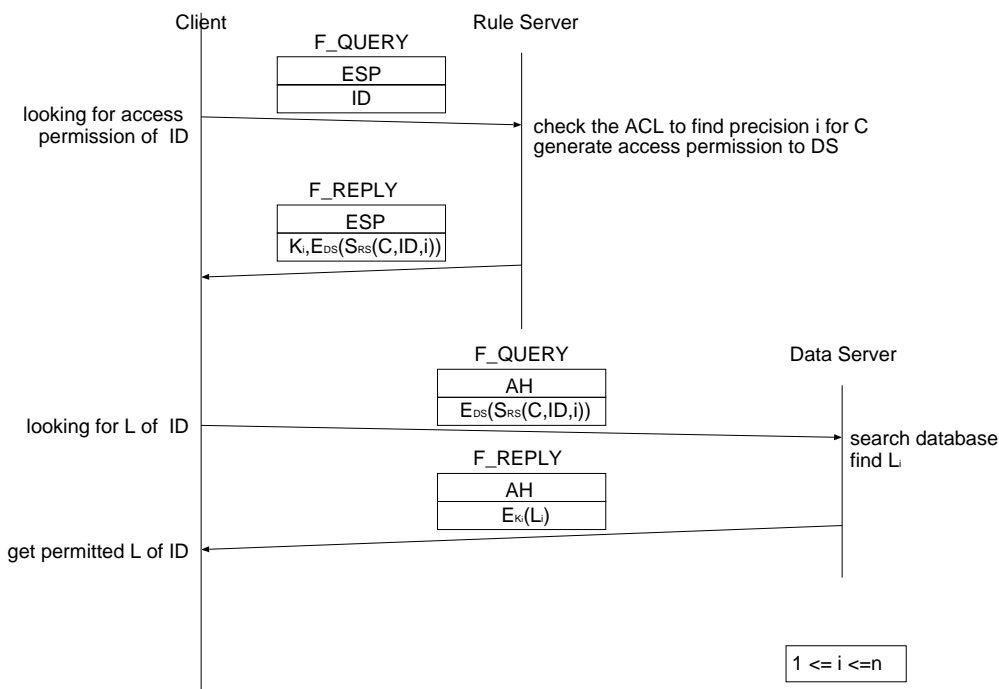 Client
Rule Server
F_QUERY
ESP
ID
looking for access
permission of ID
check the ACL to find precision i for C
generate access permission to DS
F_REPLY
ESP
Ki,EDS(SRS(C,ID,i))
F_QUERY
Data Server
AH
EDS(SRS(C,ID,i))
looking for L of ID
search database
find Li
F_REPLY
AH
EKi(Li)
get permitted L of ID
1 <= i <=n